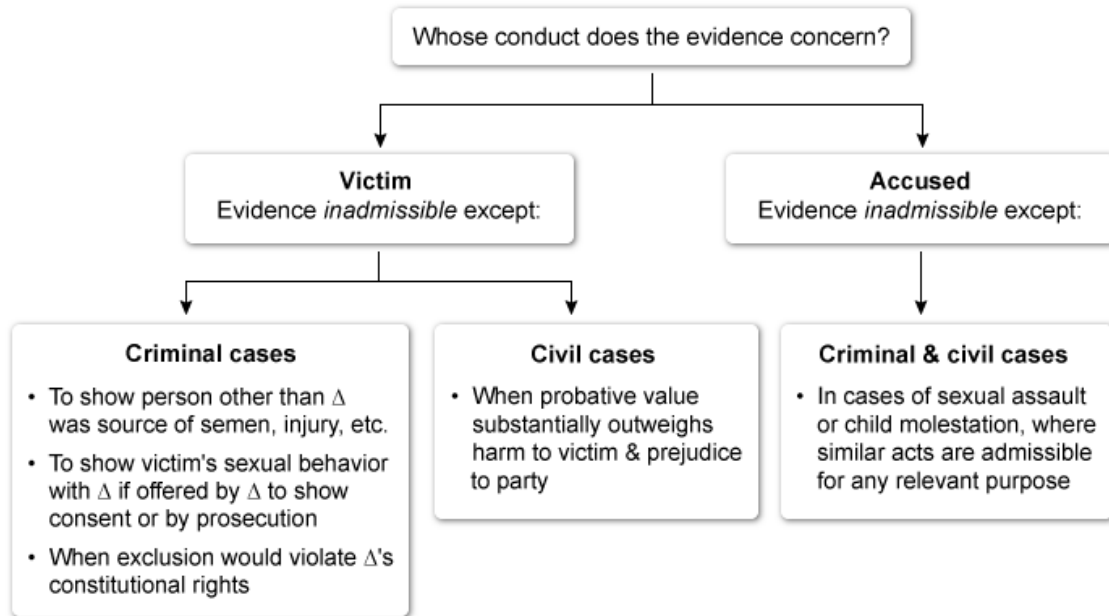 Whose conduct does the evidence concern?
Victim
Evidence inadmissible except:
Accused
Evidence inadmissible except:
Criminal cases
• To show person other than Δ
was source of semen, injury, etc.
• To show victim's sexual behavior
with Δ if offered by Δ to show
consent or by prosecution
• When exclusion would violate Δ's
constitutional rights
Civil cases
• When probative value
substantially outweighs
harm to victim & prejudice
to party
Criminal & civil cases
• In cases of sexual assault
or child molestation, where
similar acts are admissible
for any relevant purpose